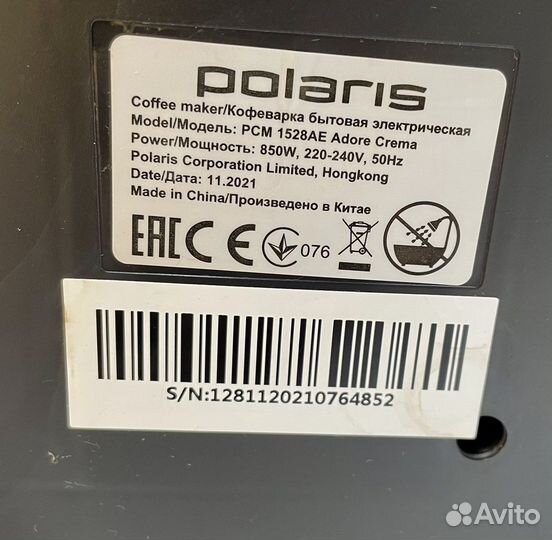 polaris
Coffee maker/Кофеварка бытовая электрическая
Model/Модель: PCM 1528AE Adore Crema
Power/Мощность: 850W, 220-240V, 50Hz
Polaris Corporation Limited, Hongkong
Date/Дата: 11.2021
Made in China/Произведено в Китае
EAC CE 076
S/N:1281120210764852
Avito